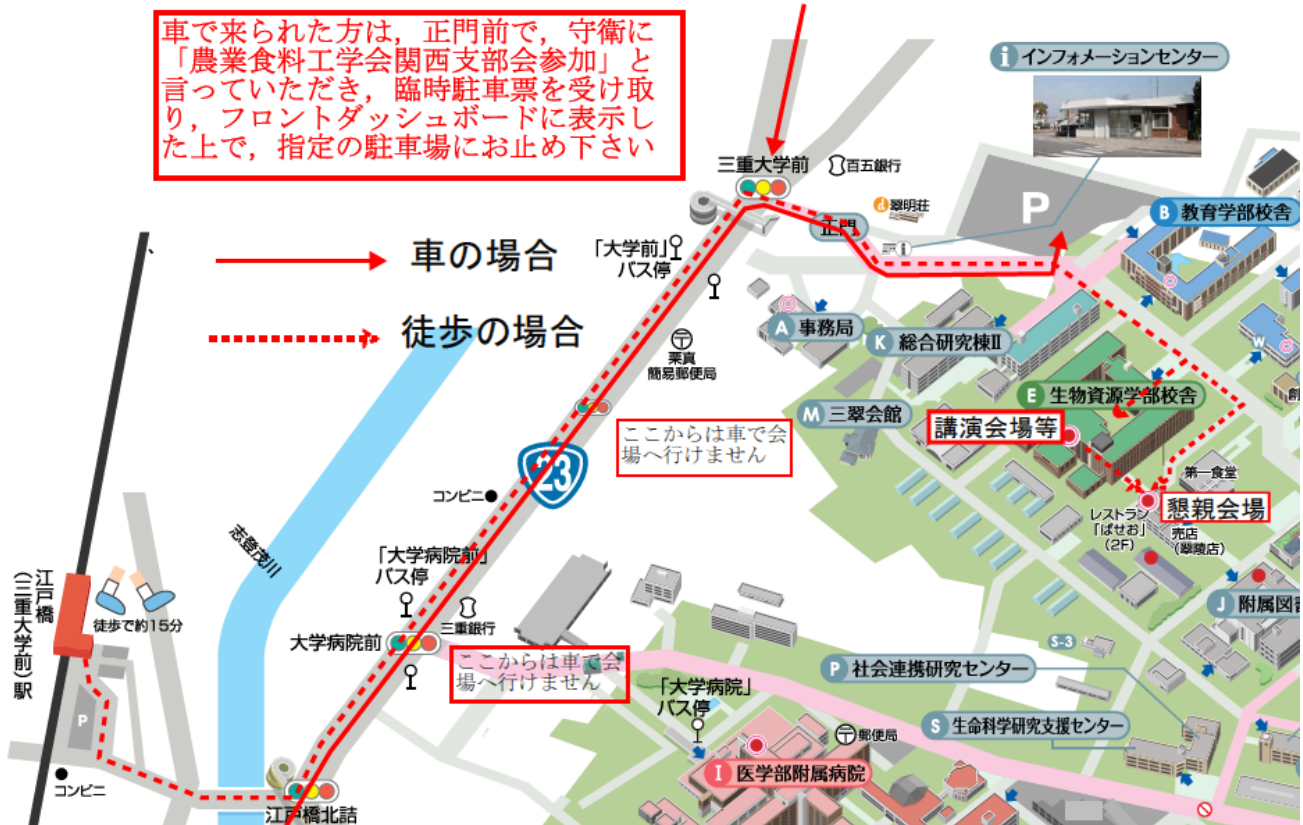 車で来られた方は，正門前で，守衛に
「農業食料工学会関西支部会参加」と
言っていただき，臨時駐車票を受け取
り，フロントダッシュボードに表示し
た上で，指定の駐車場にお止め下さい
i インフォメーションセンター
三重大学前
百五銀行
d 翠明荘
P
B 教育学部校舎
正門
i
車の場合
「大学前」
バス停
徒歩の場合
A 事務局
K 総合研究棟Ⅱ
W
〒
栗真
簡易郵便局
E 生物資源学部校舎
創
M 三翠会館
講演会場等
ここからは車で会
場へ行けません
23
コンビニ
第一食堂
懇親会場
レストラン
「ぱせお」
（2F）
売店
（翠陵店）
志登茂川
「大学病院前」
バス停
江戸橋
（三重大学前）駅
徒歩で約15分
三重銀行
大学病院前
J 附属図書
S-3
ここからは車で会
場へ行けません
P 社会連携研究センター
「大学病院」
バス停
P
S 生命科学研究支援センター
〒郵便局
I 医学部附属病院
コンビニ
江戸橋北詰